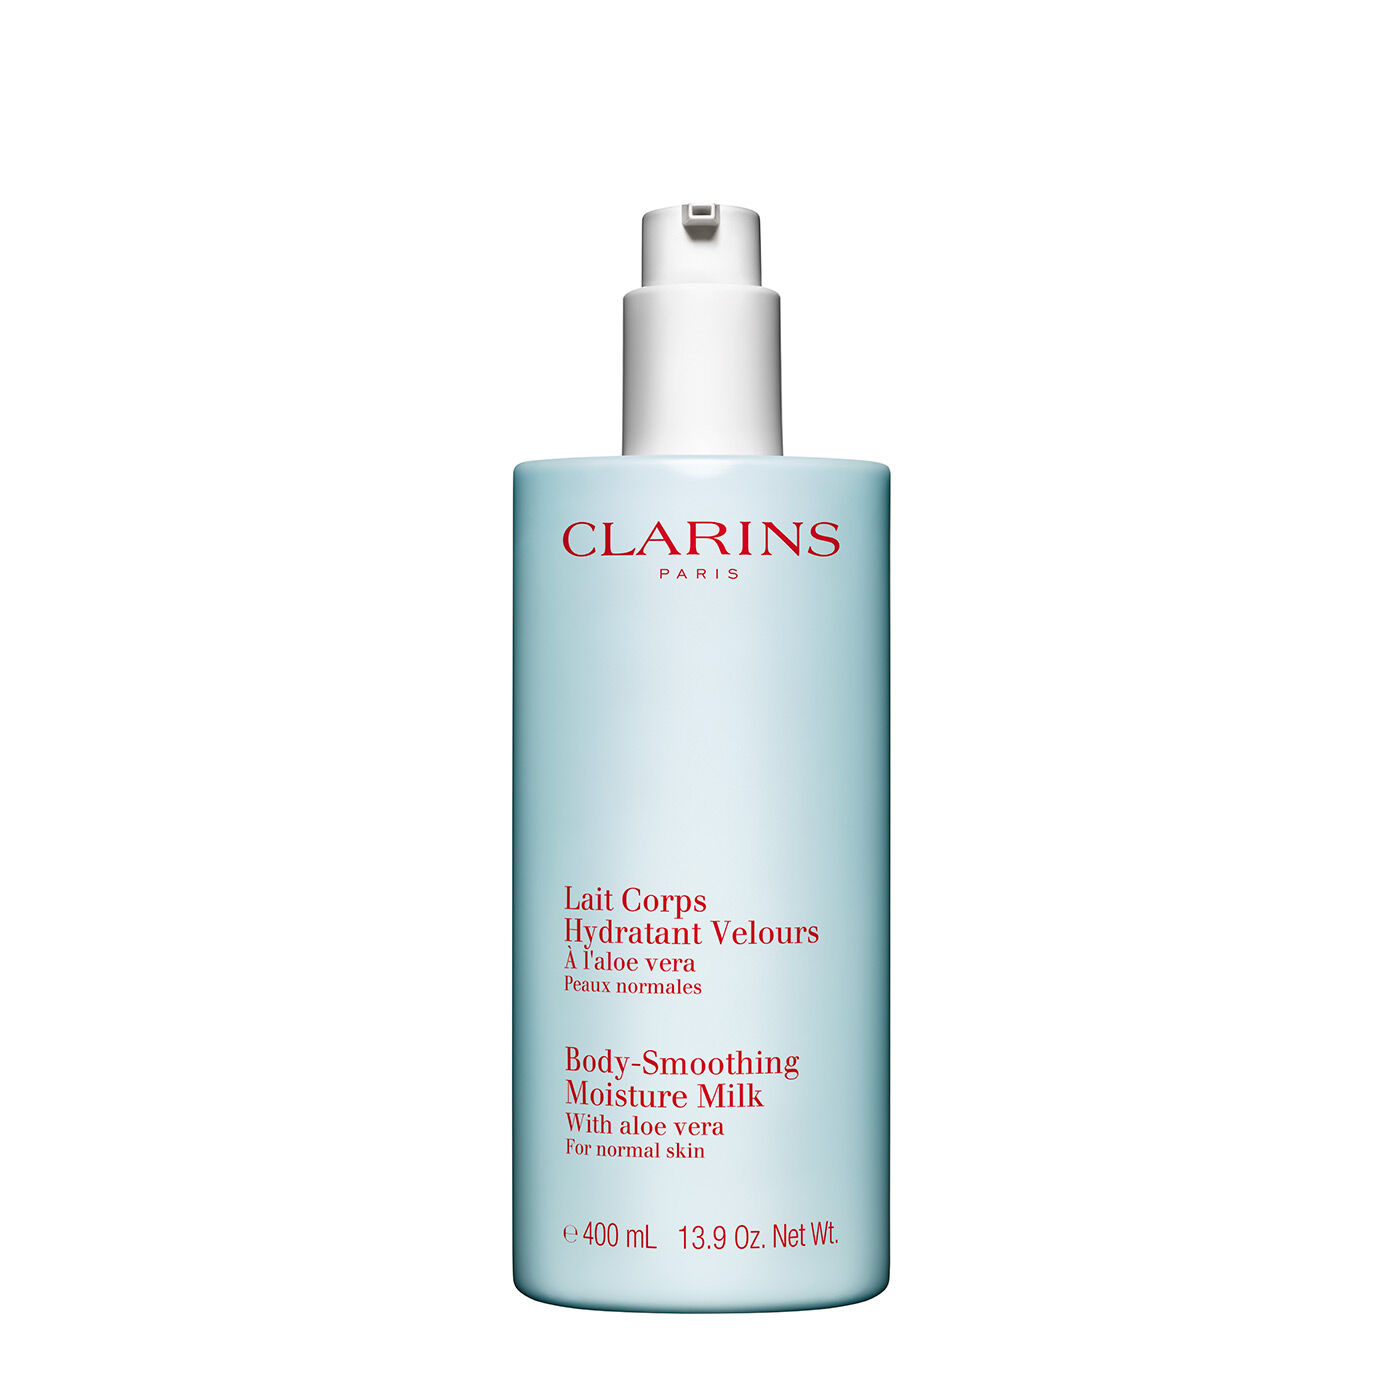 CLARINS
PARIS
Lait Corps
Hydratant Velours
À l'aloe vera
Peaux normales
Body-Smoothing
Moisture Milk
With aloe vera
For normal skin
℮ 400 mL 13.9 Oz. Net Wt.